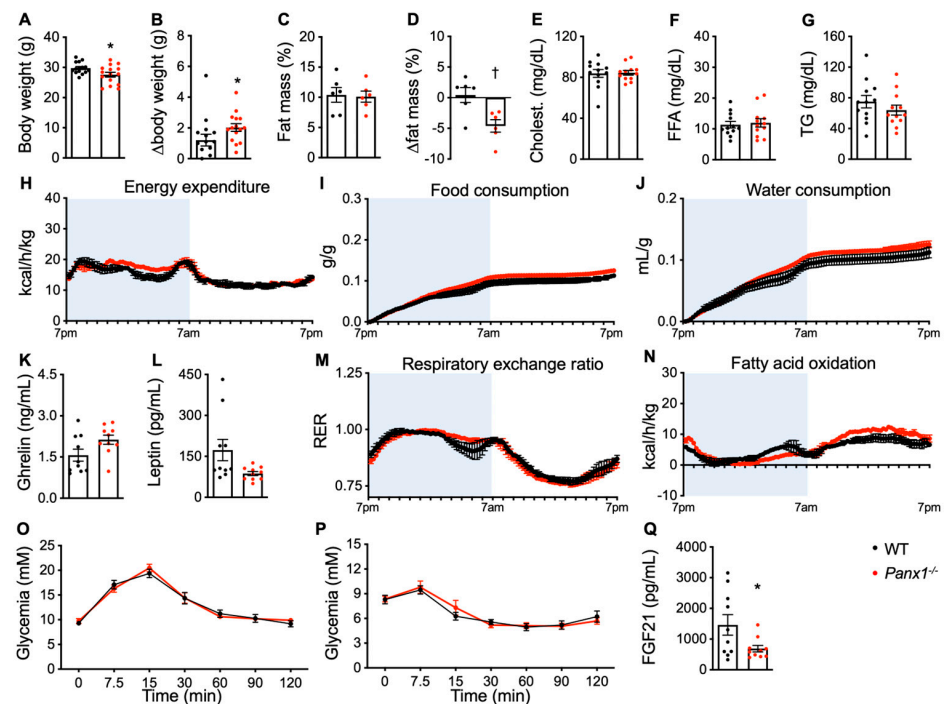 A B C D E F G
Body weight (g)
40
30
20
10
0
*
Δbody weight (g)
8
6
4
2
0
*
Fat mass (%)
20
15
10
5
0
Δfat mass (%)
10
5
0
-5
-10
†
Cholest. (mg/dL)
120
90
60
30
0
FFA (mg/dL)
40
30
20
10
0
TG (mg/dL)
160
120
80
40
0
H Energy expenditure
kcal/h/kg
40
30
20
10
0
7pm 7am 7pm
I Food consumption
g/g
0.3
0.2
0.1
0.0
7pm 7am 7pm
J Water consumption
mL/g
0.2
0.1
0.0
7pm 7am 7pm
K
Ghrelin (ng/mL)
4.5
3.0
1.5
0.0
L
Leptin (pg/mL)
450
300
150
0
M Respiratory exchange ratio
RER
1.25
1.00
0.75
7pm 7am 7pm
N Fatty acid oxidation
kcal/h/kg
30
20
10
0
-10
7pm 7am 7pm
O
Glycemia (mM)
25
20
15
10
5
0
0 7.5 15 30 60 90 120
Time (min)
P
Glycemia (mM)
15
12
9
6
3
0
0 7.5 15 30 60 90 120
Time (min)
Q
FGF21 (pg/mL)
4000
3000
2000
1000
0
*
WT
Panx1-/-